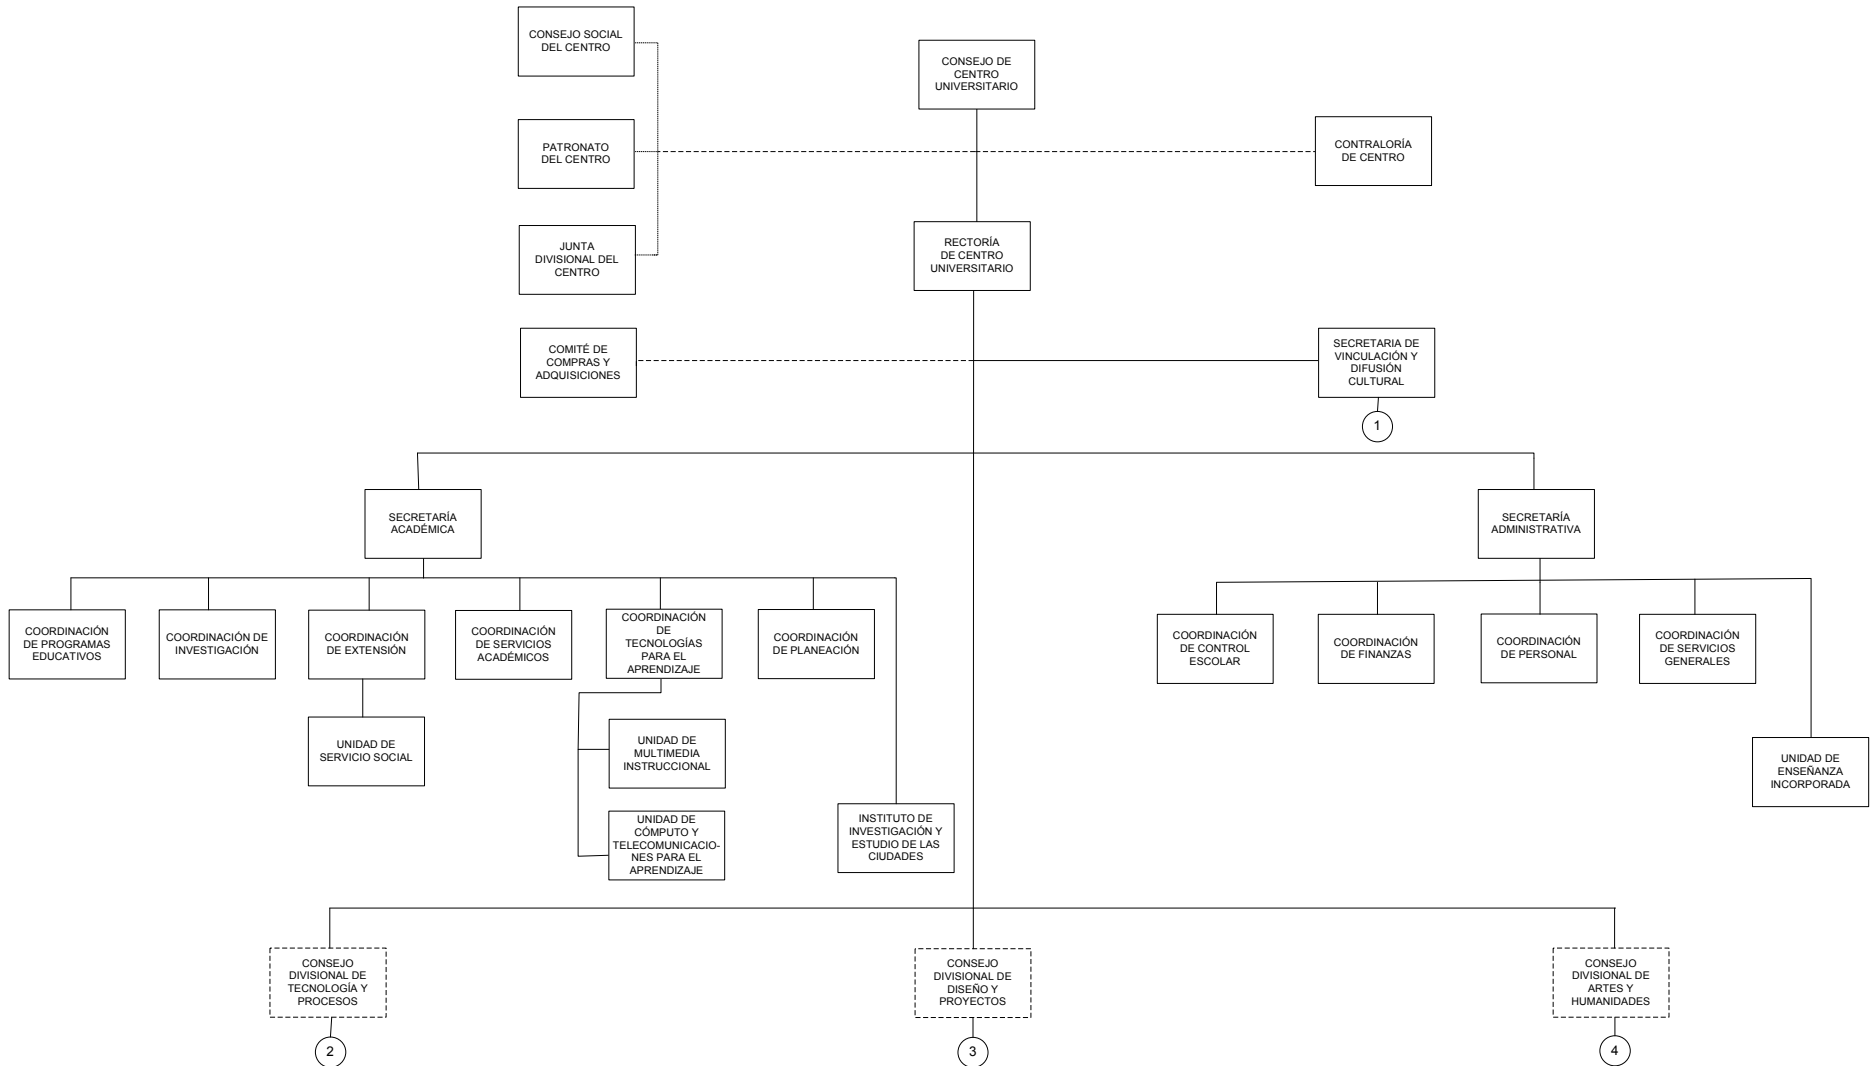 CONSEJO SOCIAL
DEL CENTRO
CONSEJO DE
CENTRO
UNIVERSITARIO
PATRONATO
DEL CENTRO
CONTRALORÍA
DE CENTRO
JUNTA
DIVISIONAL DEL
CENTRO
RECTORÍA
DE CENTRO
UNIVERSITARIO
COMITÉ DE
COMPRAS Y
ADQUISICIONES
SECRETARIA DE
VINCULACIÓN Y
DIFUSIÓN
CULTURAL
1
SECRETARÍA
ACADÉMICA
SECRETARÍA
ADMINISTRATIVA
COORDINACIÓN
DE PROGRAMAS
EDUCATIVOS
COORDINACIÓN DE
INVESTIGACIÓN
COORDINACIÓN
DE EXTENSIÓN
COORDINACIÓN
DE SERVICIOS
ACADÉMICOS
COORDINACIÓN
DE
TECNOLOGÍAS
PARA EL
APRENDIZAJE
COORDINACIÓN
DE PLANEACIÓN
COORDINACIÓN
DE CONTROL
ESCOLAR
COORDINACIÓN
DE FINANZAS
COORDINACIÓN
DE PERSONAL
COORDINACIÓN
DE SERVICIOS
GENERALES
UNIDAD DE
SERVICIO SOCIAL
UNIDAD DE
MULTIMEDIA
INSTRUCCIONAL
UNIDAD DE
ENSEÑANZA
INCORPORADA
UNIDAD DE
CÓMPUTO Y
TELECOMUNICACIO-
NES PARA EL
APRENDIZAJE
INSTITUTO DE
INVESTIGACIÓN Y
ESTUDIO DE LAS
CIUDADES
CONSEJO
DIVISIONAL DE
TECNOLOGÍA Y
PROCESOS
CONSEJO
DIVISIONAL DE
DISEÑO Y
PROYECTOS
CONSEJO
DIVISIONAL DE
ARTES Y
HUMANIDADES
2
3
4